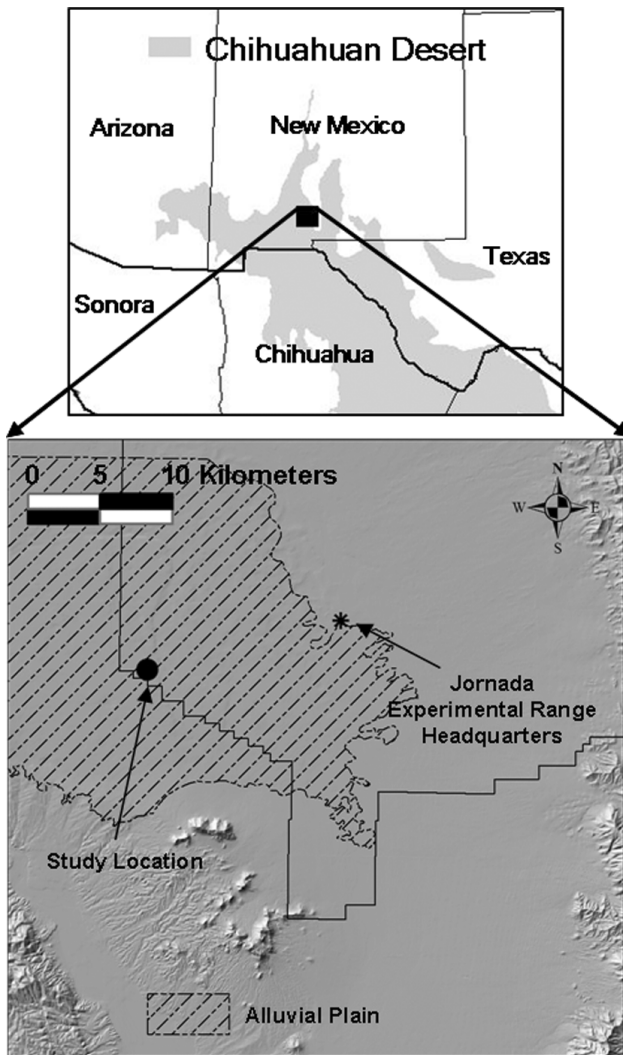 Chihuahuan Desert
Arizona
New Mexico
Texas
Sonora
Chihuahua
0 5 10 Kilometers
N
W E
S
Jornada
Experimental Range
Headquarters
Study Location
Alluvial Plain